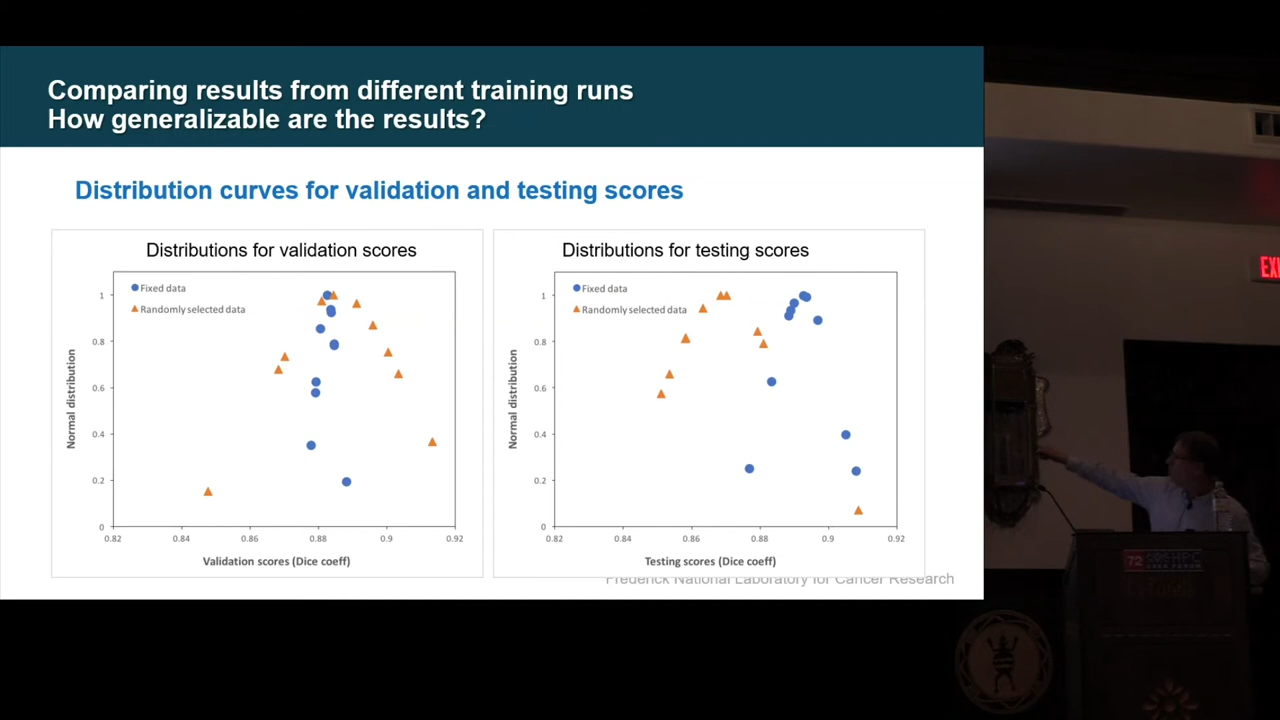 Comparing results from different training runs
How generalizable are the results?
Distribution curves for validation and testing scores
Distributions for validation scores
Fixed data
Randomly selected data
1
0.8
0.6
0.4
0.2
0
Normal distribution
0.82 0.84 0.86 0.88 0.9 0.92
Validation scores (Dice coeff)
Distributions for testing scores
Fixed data
Randomly selected data
1
0.8
0.6
0.4
0.2
0
Normal distribution
0.82 0.84 0.86 0.88 0.9 0.92
Testing scores (Dice coeff)
Frederick National Laboratory for Cancer Research
EXI
72
HPC
USER FORUM